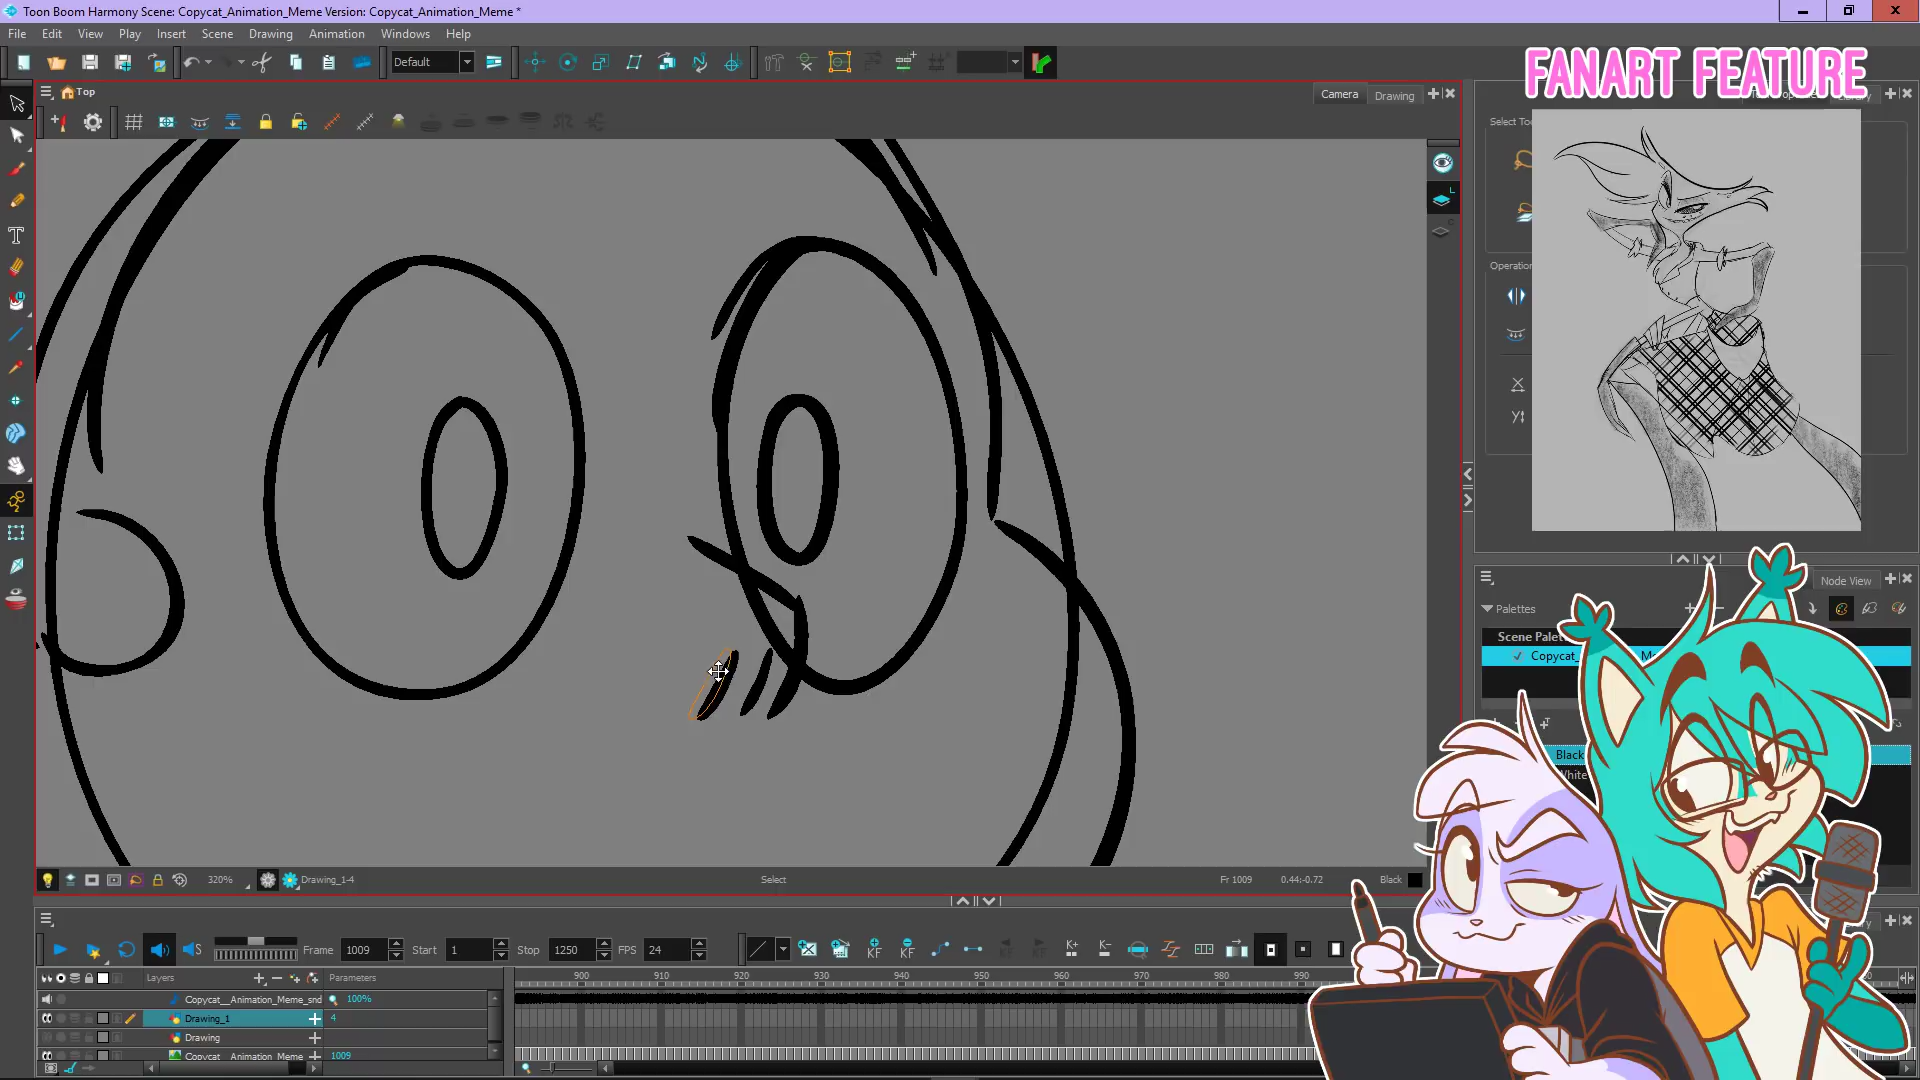 Toon Boom Harmony Scene: Copycat_Animation_Meme Version: Copycat_Animation_Meme *
File Edit View Play Insert Scene Drawing Animation Windows Help
FANART FEATURE
Default
Top
Camera
Drawing
Select Too
Operation
Node View
Palettes
Scene Palet
Copycat_
Black
White
320%
Drawing_1-4
Select
Fr 1009
0.44:-0.72
Black
Frame 1009 Start 1 Stop 1250 FPS 24
Layers
Parameters
900 910 920 930 940 950 960 970 980 990
Copycat__Animation_Meme_snd
100%
Drawing_1
4
Drawing
Copycat_Animation_Meme
1009